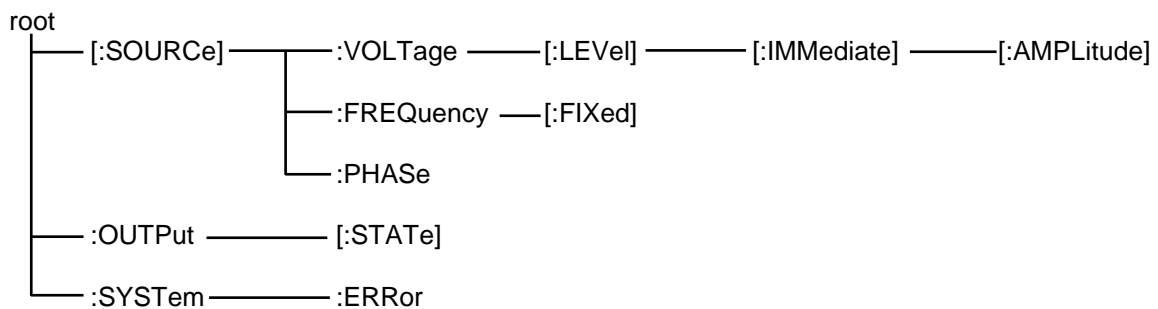 root
[:SOURCe] :VOLTage [:LEVel] [:IMMediate] [:AMPLitude]
:FREQuency [:FIXed]
:PHASe
:OUTPut [:STATe]
:SYSTem :ERRor